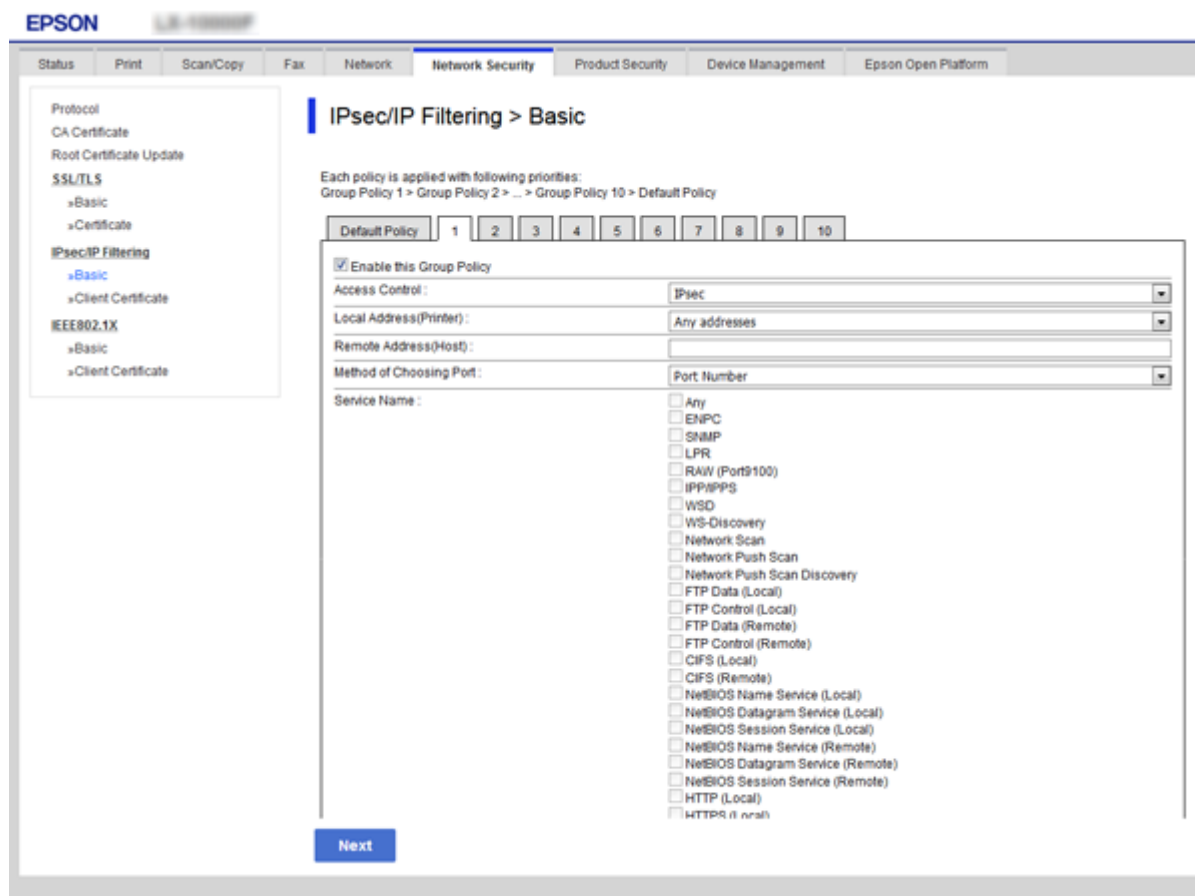 EPSON
Status Print Scan/Copy Fax Network Network Security Product Security Device Management Epson Open Platform
Protocol
CA Certificate
Root Certificate Update
SSL/TLS
»Basic
»Certificate
IPsec/IP Filtering
»Basic
»Client Certificate
IEEE802.1X
»Basic
»Client Certificate
IPsec/IP Filtering > Basic
Each policy is applied with following priorities:
Group Policy 1 > Group Policy 2 > ... > Group Policy 10 > Default Policy
Default Policy 1 2 3 4 5 6 7 8 9 10
Enable this Group Policy
Access Control : IPsec
Local Address(Printer) : Any addresses
Remote Address(Host) :
Method of Choosing Port : Port Number
Service Name : Any
ENPC
SNMP
LPR
RAW (Port9100)
IPP/IPPS
WSD
WS-Discovery
Network Scan
Network Push Scan
Network Push Scan Discovery
FTP Data (Local)
FTP Control (Local)
FTP Data (Remote)
FTP Control (Remote)
CIFS (Local)
CIFS (Remote)
NetBIOS Name Service (Local)
NetBIOS Datagram Service (Local)
NetBIOS Session Service (Local)
NetBIOS Name Service (Remote)
NetBIOS Datagram Service (Remote)
NetBIOS Session Service (Remote)
HTTP (Local)
HTTPS (Local)
Next